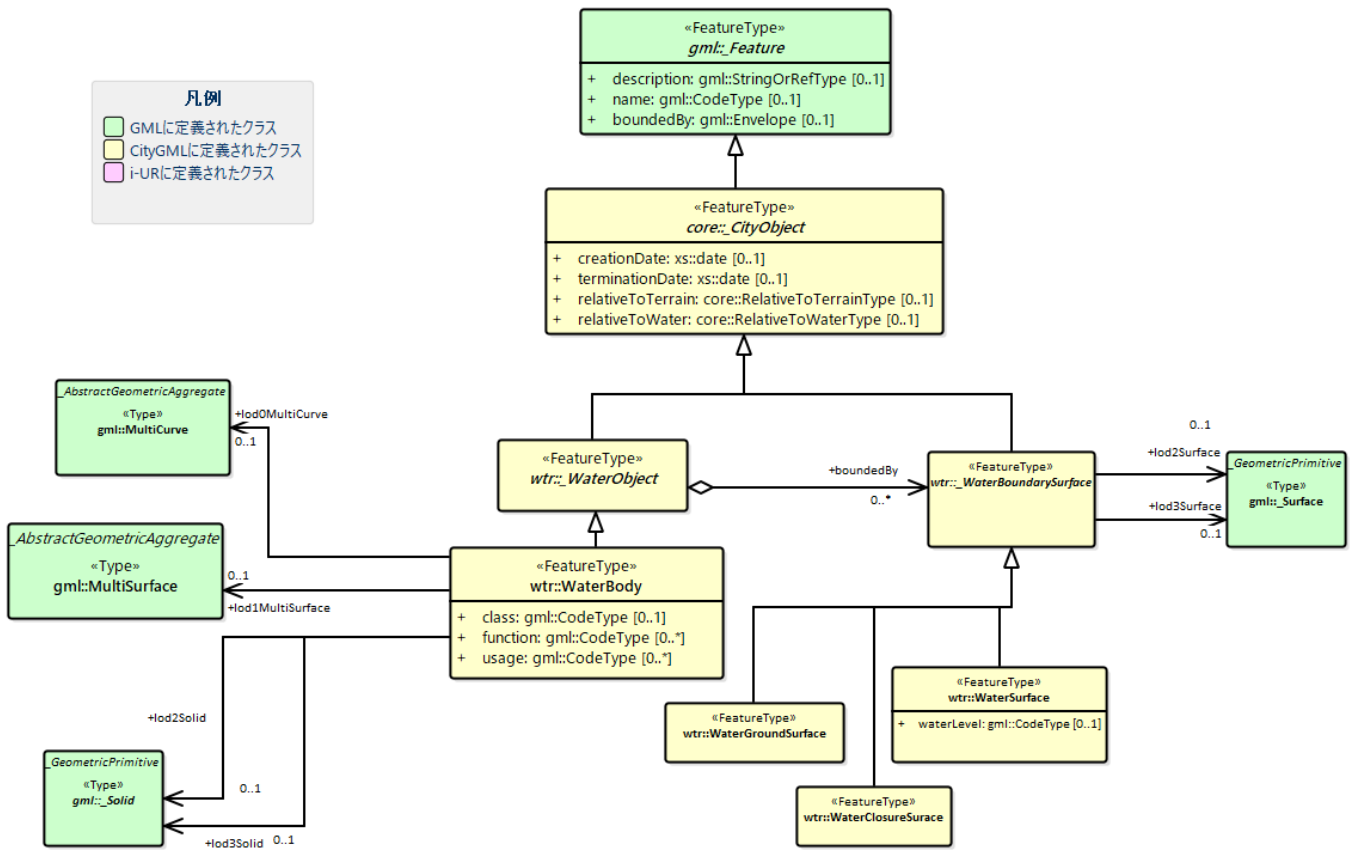 «FeatureType»
gml::_Feature
+ description: gml::StringOrRefType [0..1]
+ name: gml::CodeType [0..1]
+ boundedBy: gml::Envelope [0..1]
凡例
GMLに定義されたクラス
CityGMLに定義されたクラス
i-URに定義されたクラス
«FeatureType»
core::_CityObject
+ creationDate: xs::date [0..1]
+ terminationDate: xs::date [0..1]
+ relativeToTerrain: core::RelativeToTerrainType [0..1]
+ relativeToWater: core::RelativeToWaterType [0..1]
_AbstractGeometricAggregate
«Type»
gml::MultiCurve
+lod0MultiCurve
0..1
«FeatureType»
wtr::_WaterObject
+boundedBy
0..*
«FeatureType»
wtr::_WaterBoundarySurface
0..1
+lod2Surface
+lod3Surface
0..1
_GeometricPrimitive
«Type»
gml::_Surface
_AbstractGeometricAggregate
«Type»
gml::MultiSurface
0..1
+lod1MultiSurface
«FeatureType»
wtr::WaterBody
+ class: gml::CodeType [0..1]
+ function: gml::CodeType [0..*]
+ usage: gml::CodeType [0..*]
«FeatureType»
wtr::WaterSurface
+ waterLevel: gml::CodeType [0..1]
«FeatureType»
wtr::WaterGroundSurface
«FeatureType»
wtr::WaterClosureSurace
+lod2Solid
0..1
_GeometricPrimitive
«Type»
gml::_Solid
+lod3Solid
0..1